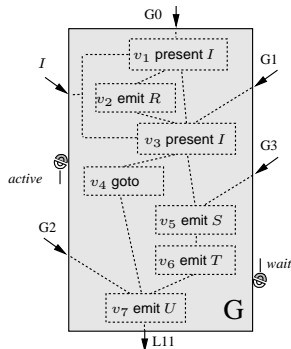 G0
v₁ present I
I
G1
v₂ emit R
v₃ present I
G3
active
v₄ goto
v₅ emit S
G2
v₆ emit T
wait
v₇ emit U
G
L11